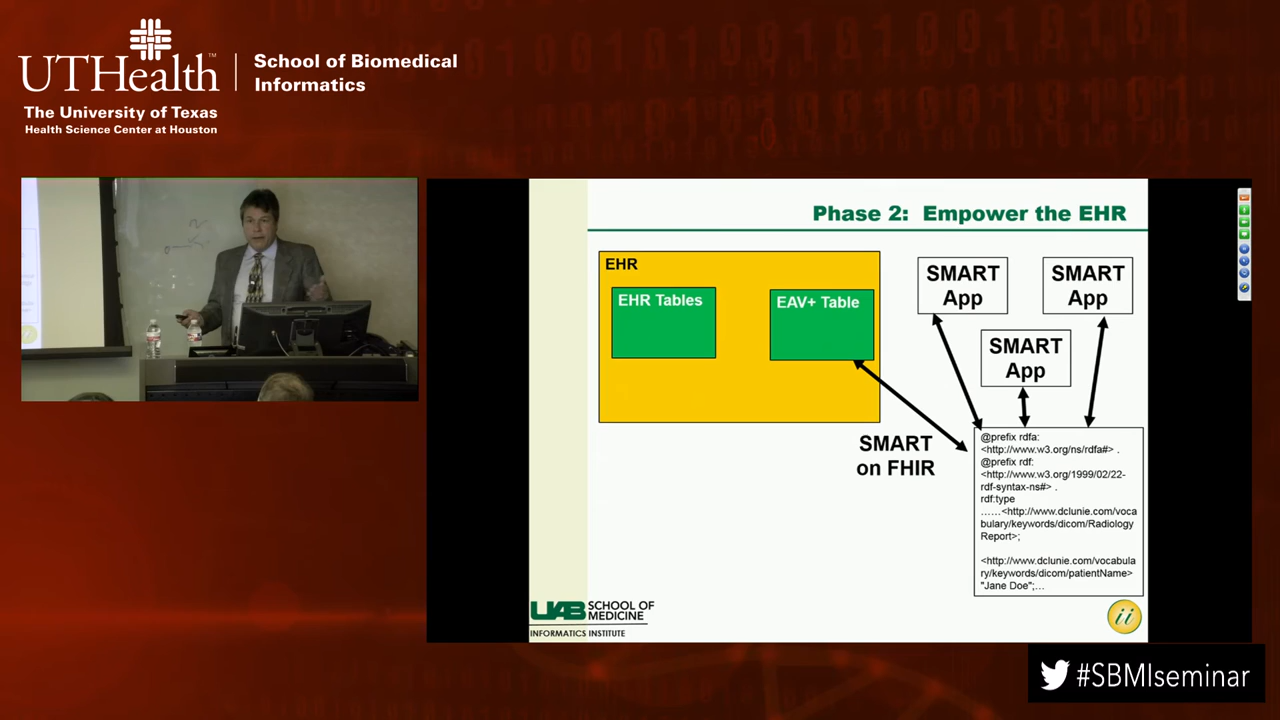 UTHealth™
School of Biomedical
Informatics
The University of Texas
Health Science Center at Houston
Phase 2: Empower the EHR
EHR
EHR Tables
EAV+ Table
SMART
App
SMART
App
SMART
App
SMART
on FHIR
@prefix rdfa:
<http://www.w3.org/ns/rdfa#> .
@prefix rdf:
<http://www.w3.org/1999/02/22-
rdf-syntax-ns#> .
rdf:type
......<http://www.dclunie.com/voca
bulary/keywords/dicom/Radiology
Report>;
<http://www.dclunie.com/vocabula
ry/keywords/dicom/patientName>
"Jane Doe";...
UAB SCHOOL OF
MEDICINE
INFORMATICS INSTITUTE
ii
#SBMIseminar